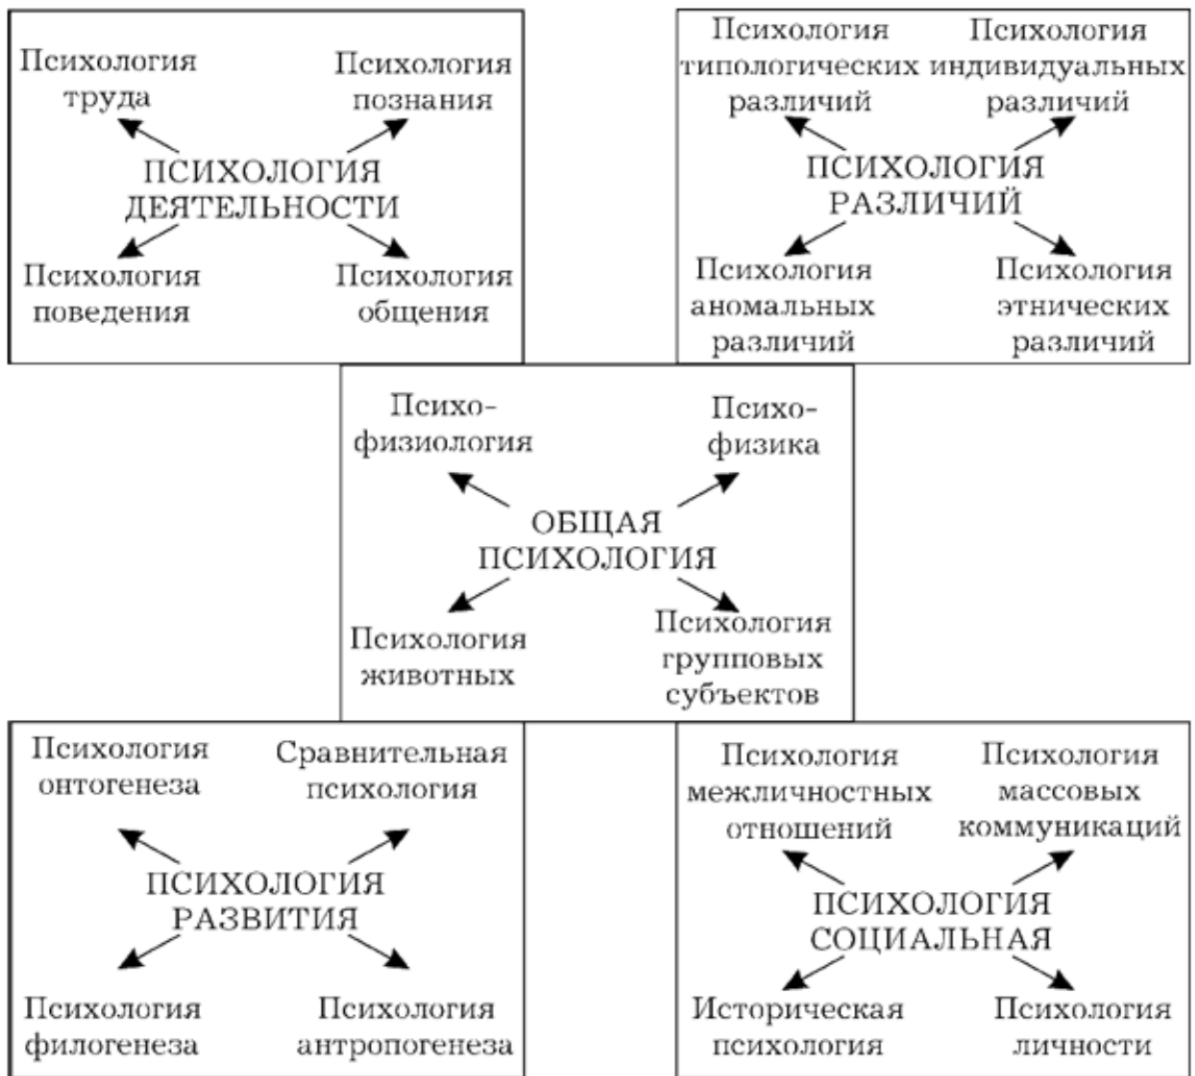 Психология
труда
Психология
познания
ПСИХОЛОГИЯ
ДЕЯТЕЛЬНОСТИ
Психология
поведения
Психология
общения
Психология
типологических
различий
Психология
индивидуальных
различий
ПСИХОЛОГИЯ
РАЗЛИЧИЙ
Психология
аномальных
различий
Психология
этнических
различий
Психо-
физиология
Психо-
физика
ОБЩАЯ
ПСИХОЛОГИЯ
Психология
животных
Психология
групповых
субъектов
Психология
онтогенеза
Сравнительная
психология
ПСИХОЛОГИЯ
РАЗВИТИЯ
Психология
филогенеза
Психология
антропогенеза
Психология
межличностных
отношений
Психология
массовых
коммуникаций
ПСИХОЛОГИЯ
СОЦИАЛЬНАЯ
Историческая
психология
Психология
личности